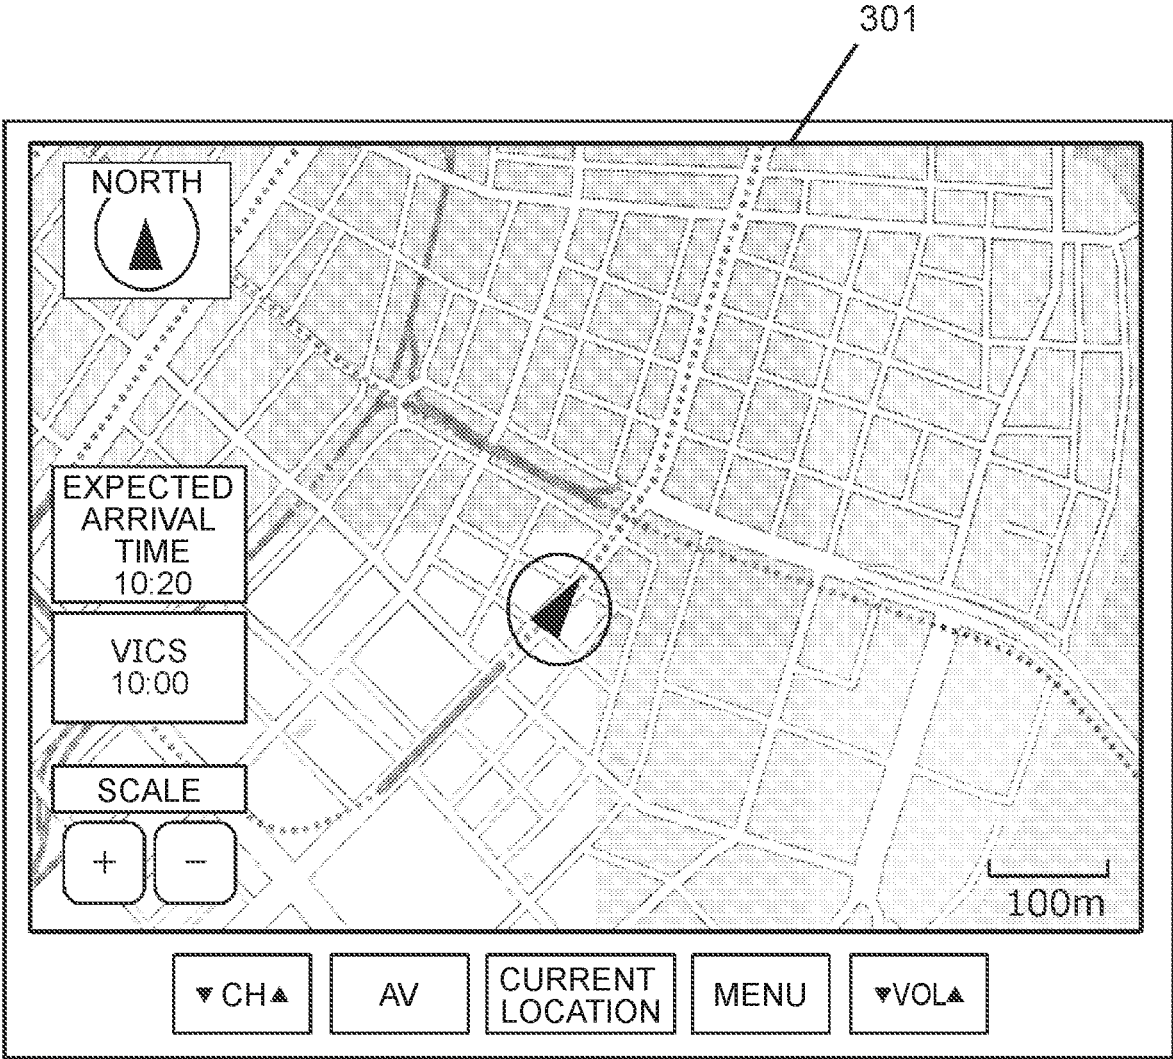 301
NORTH
EXPECTED
ARRIVAL
TIME
10:20
VICS
10:00
SCALE
+ −
100m
▼CH▲
AV
CURRENT
LOCATION
MENU
▼VOL▲